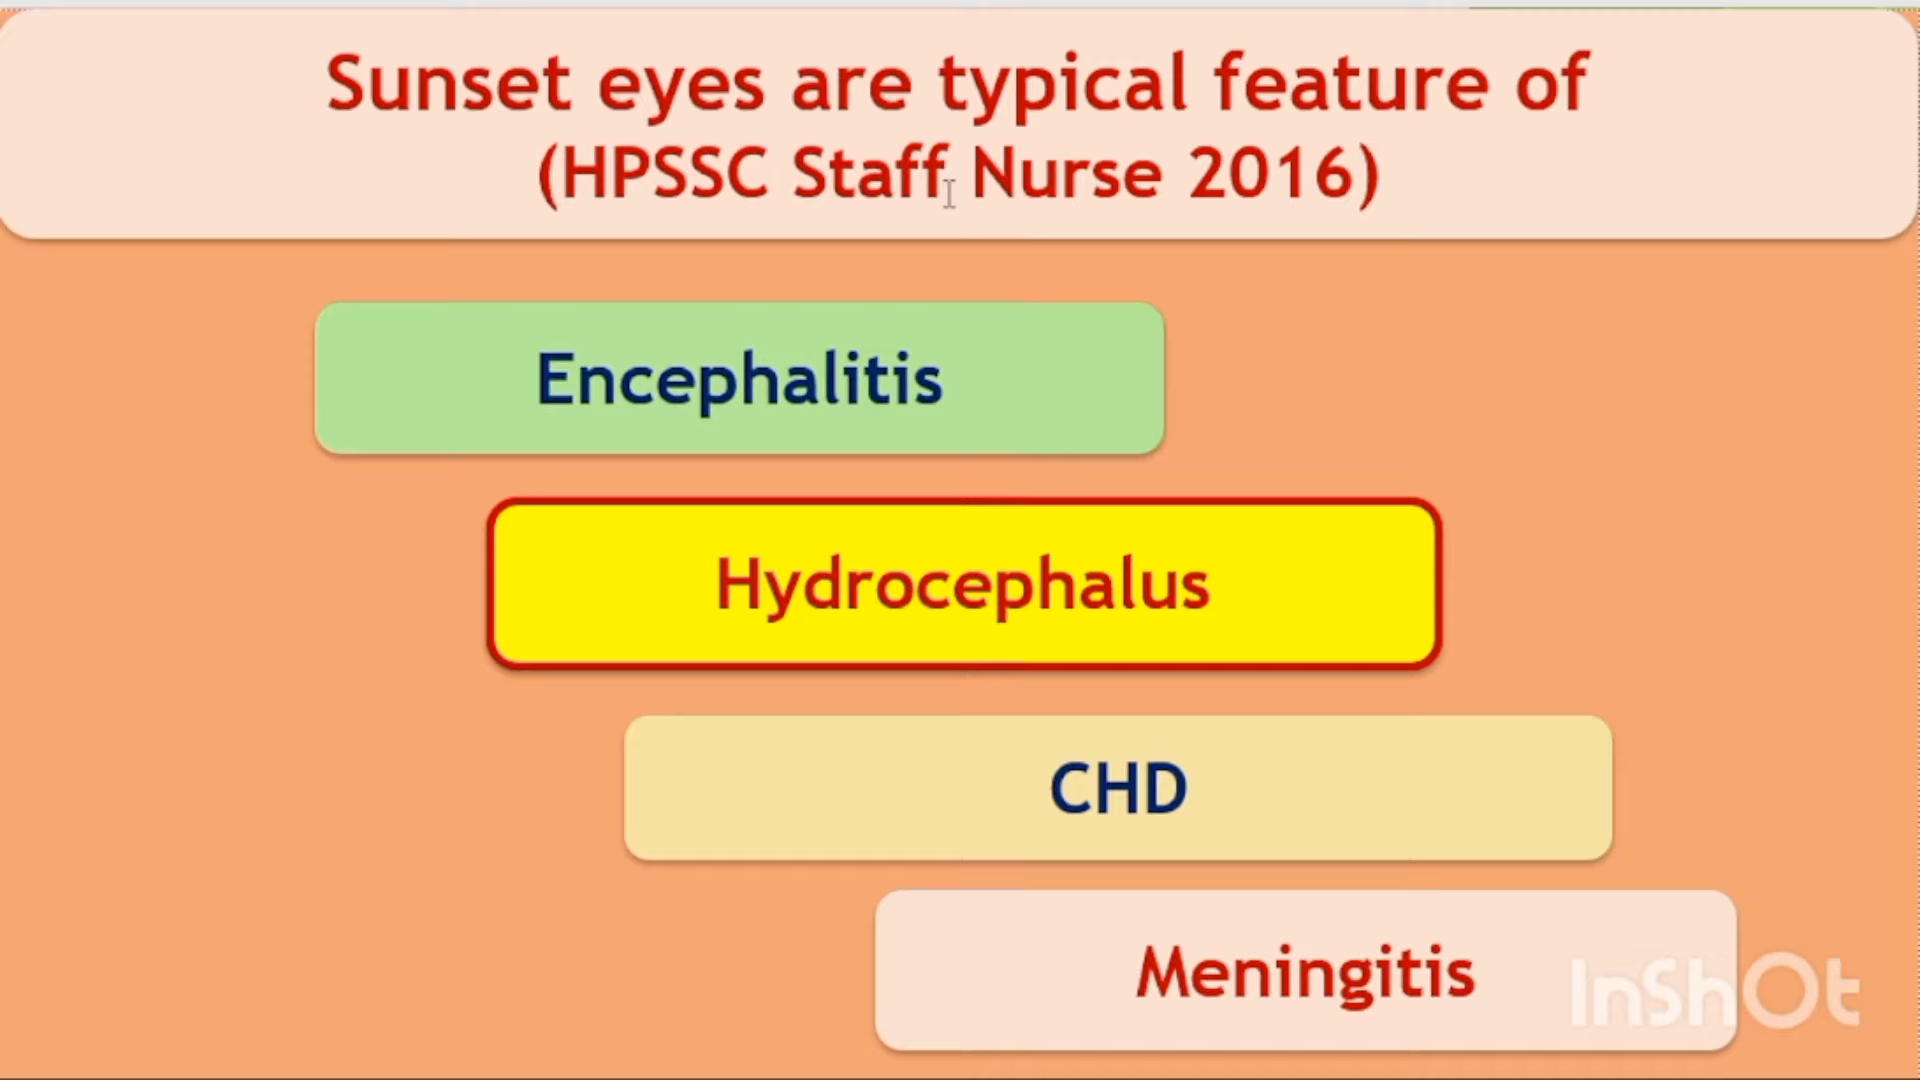 Sunset eyes are typical feature of
(HPSSC Staff Nurse 2016)
Encephalitis
Hydrocephalus
CHD
Meningitis
InShOt